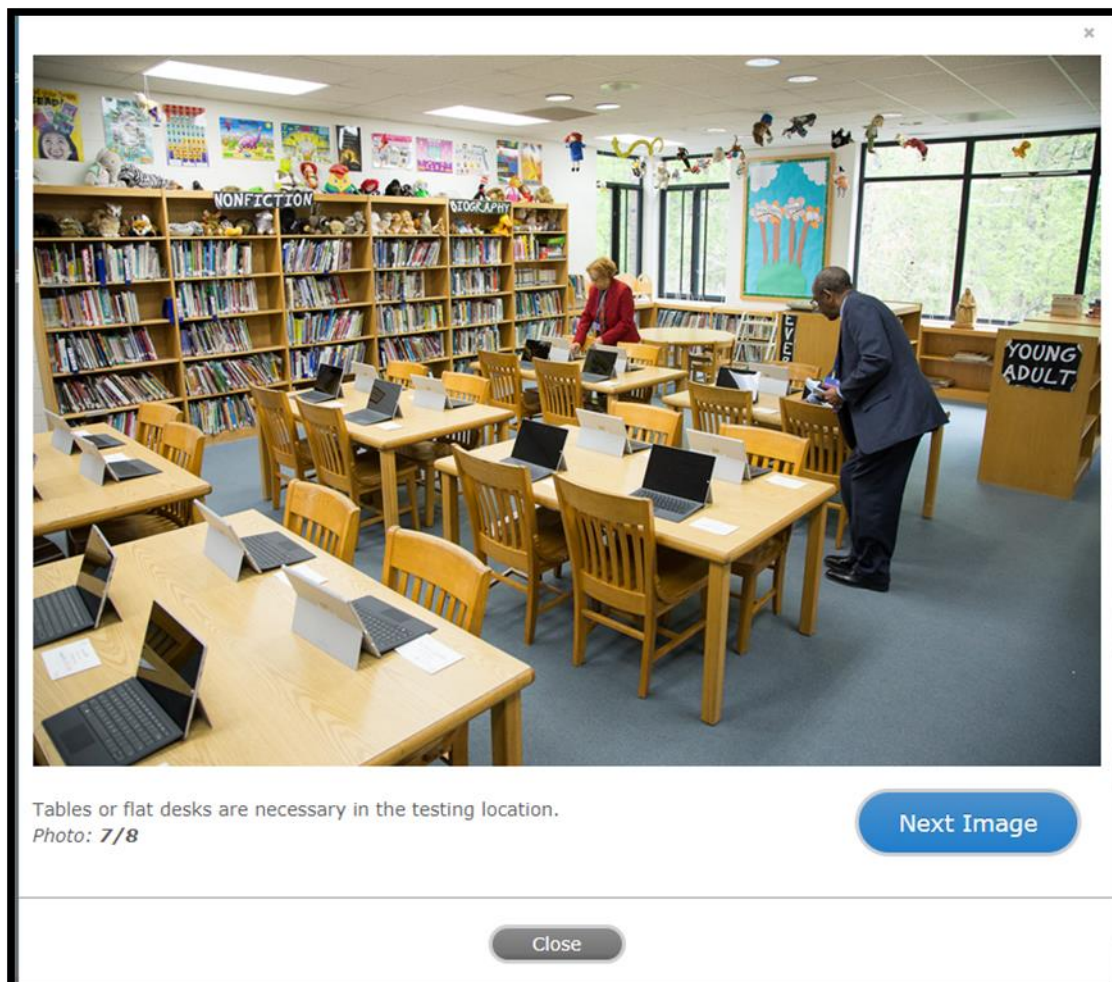 ×
NONFICTION
BIOGRAPHY
YOUNG
ADULT
Tables or flat desks are necessary in the testing location.
Photo: 7/8
Next Image
Close